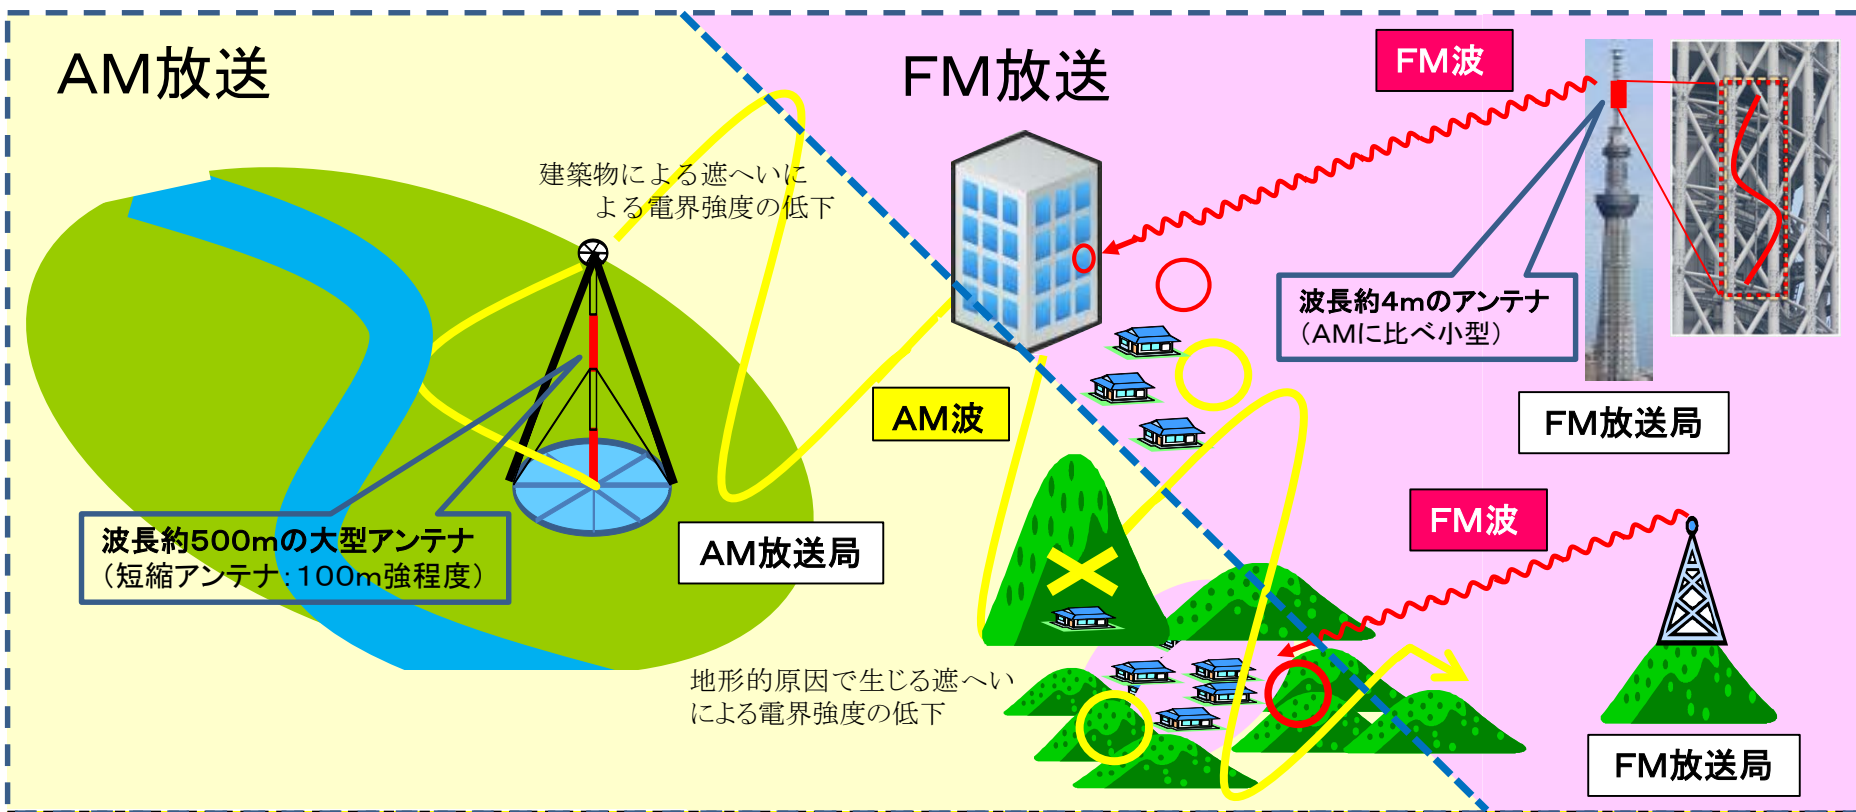 AM放送
FM放送
FM波
建築物による遮へいに
よる電界強度の低下
波長約4mのアンテナ
（AMに比べ小型）
AM波
FM放送局
波長約500mの大型アンテナ
（短縮アンテナ：100m強程度）
AM放送局
FM波
地形的原因で生じる遮へい
による電界強度の低下
FM放送局